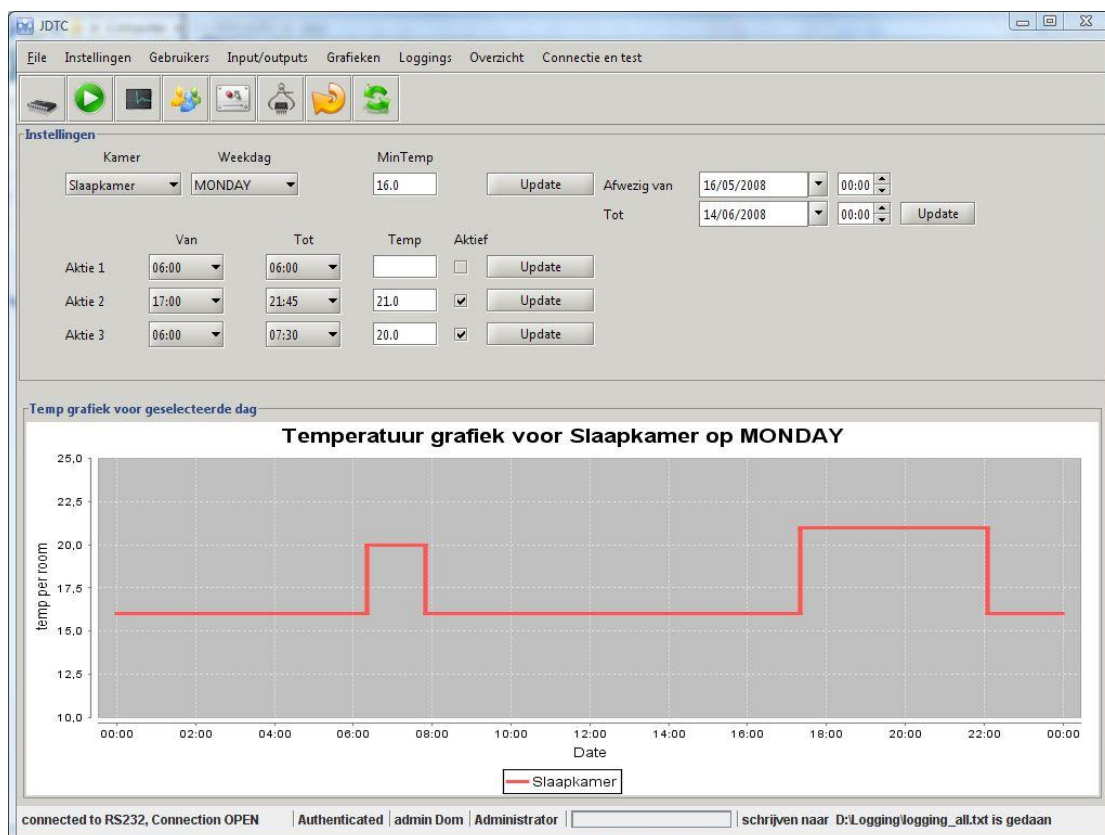 JDTC
File Instellingen Gebruikers Input/outputs Grafieken Loggings Overzicht Connectie en test
Instellingen
Kamer Weekdag MinTemp
Slaapkamer MONDAY 16.0 Update Afwezig van 16/05/2008 00:00
Tot 14/06/2008 00:00 Update
Van Tot Temp Aktief
Aktie 1 06:00 06:00 Update
Aktie 2 17:00 21:45 21.0 Update
Aktie 3 06:00 07:30 20.0 Update
Temp grafiek voor geselecteerde dag
Temperatuur grafiek voor Slaapkamer op MONDAY
25,0
22,5
20,0
17,5
15,0
12,5
10,0
temp per room
00:00 02:00 04:00 06:00 08:00 10:00 12:00 14:00 16:00 18:00 20:00 22:00 00:00
Date
Slaapkamer
connected to RS232, Connection OPEN Authenticated admin Dom Administrator schrijven naar D:\Logging\logging_all.txt is gedaan